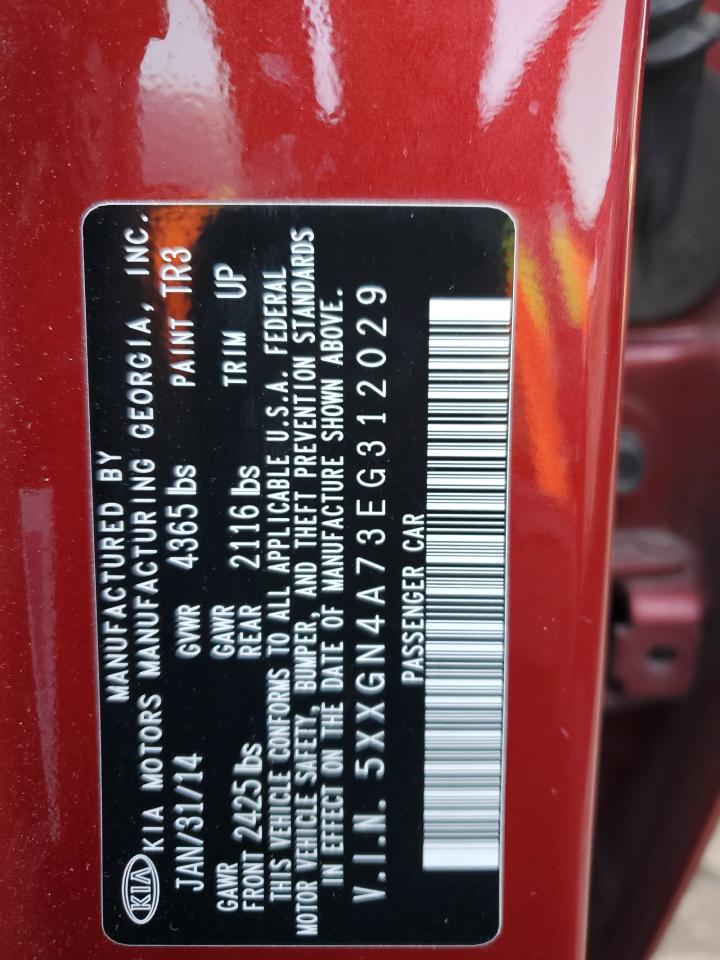 MANUFACTURED BY
KIA KIA MOTORS MANUFACTURING GEORGIA, INC.
JAN/31/14 GVWR 4365 lbs PAINT TR3
GAWR FRONT 2425 lbs GAWR REAR 2116 lbs TRIM UP
THIS VEHICLE CONFORMS TO ALL APPLICABLE U.S.A. FEDERAL
MOTOR VEHICLE SAFETY, BUMPER, AND THEFT PREVENTION STANDARDS
IN EFFECT ON THE DATE OF MANUFACTURE SHOWN ABOVE.
V.I.N. 5XXGN4A73EG312029
PASSENGER CAR